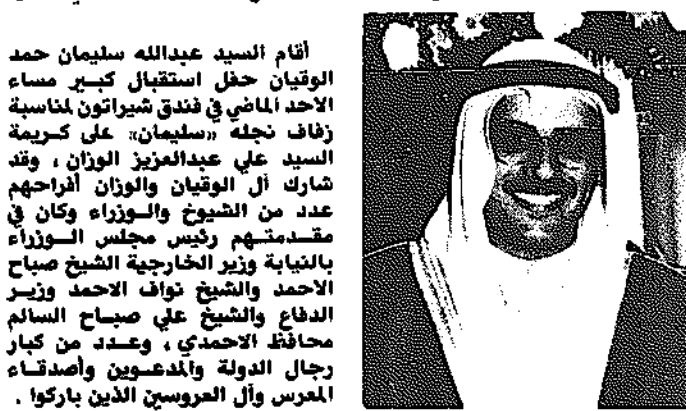 أقام السيد عبدالله سليمان حمد
الوقيان حفل استقبال كبير مساء
الاحد الماضي في فندق شيراتون لمناسبة
زفاف نجله «سليمان» على كريمة
السيد علي عبدالعزيز الوزان ، وقد
شارك آل الوقيان والوزان أفراحهم
عدد من الشيوخ والوزراء وكان في
مقدمتهم رئيس مجلس الوزراء
بالنيابة وزير الخارجية الشيخ صباح
الاحمد والشيخ نواف الاحمد وزير
الدفاع والشيخ علي صباح السالم
محافظ الاحمدي ، وعدد من كبار
رجال الدولة والمدعوين وأصدقاء
المعرس وآل العروسين الذين باركوا .